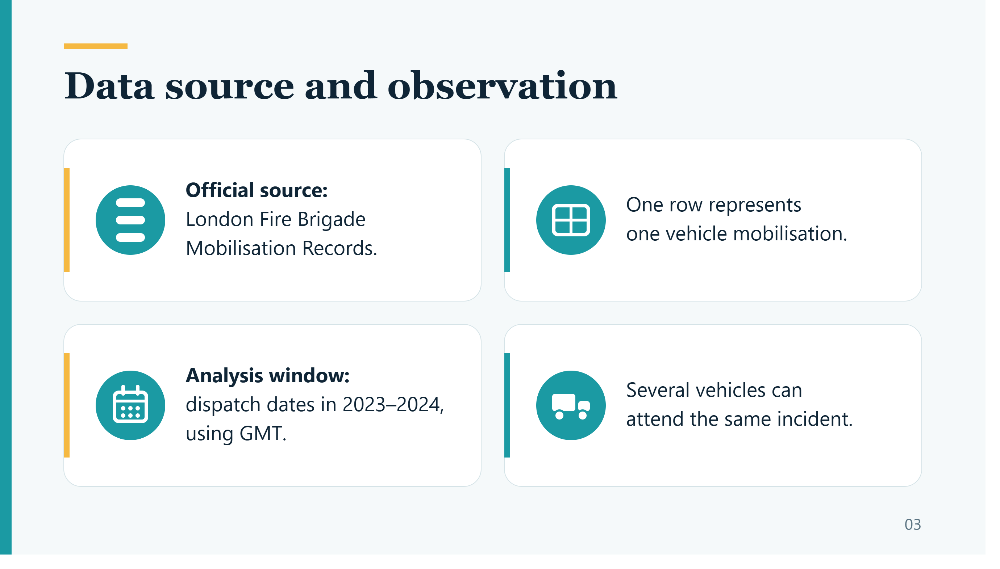 Data source and observation
Official source:
London Fire Brigade
Mobilisation Records.
One row represents
one vehicle mobilisation.
Analysis window:
dispatch dates in 2023–2024,
using GMT.
Several vehicles can
attend the same incident.
03